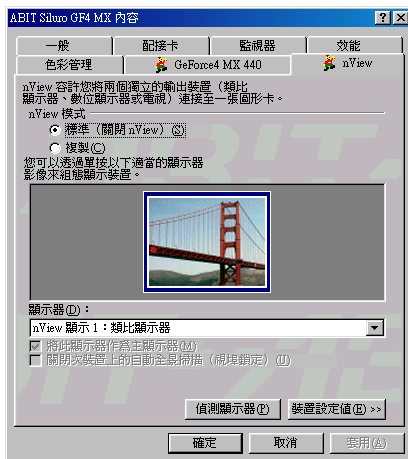 ABIT Siluro GF4 MX 內容
一般 配接卡 監視器 效能
色彩管理 GeForce4 MX 440 nView
nView 容許您將兩個獨立的輸出裝置（類比
顯示器、數位顯示器或電視）連接至一張圖形卡。
nView 模式
標準（關閉 nView）(S)
複製(C)
您可以透過單按以下適當的顯示器
影像來組態顯示裝置。
顯示器(D)：
nView 顯示 1：類比顯示器
將此顯示器作為主顯示器(M)
關閉次裝置上的自動全景掃描（視埠鎖定）(U)
偵測顯示器(P) 裝置設定值(E) >>
確定 取消 套用(A)